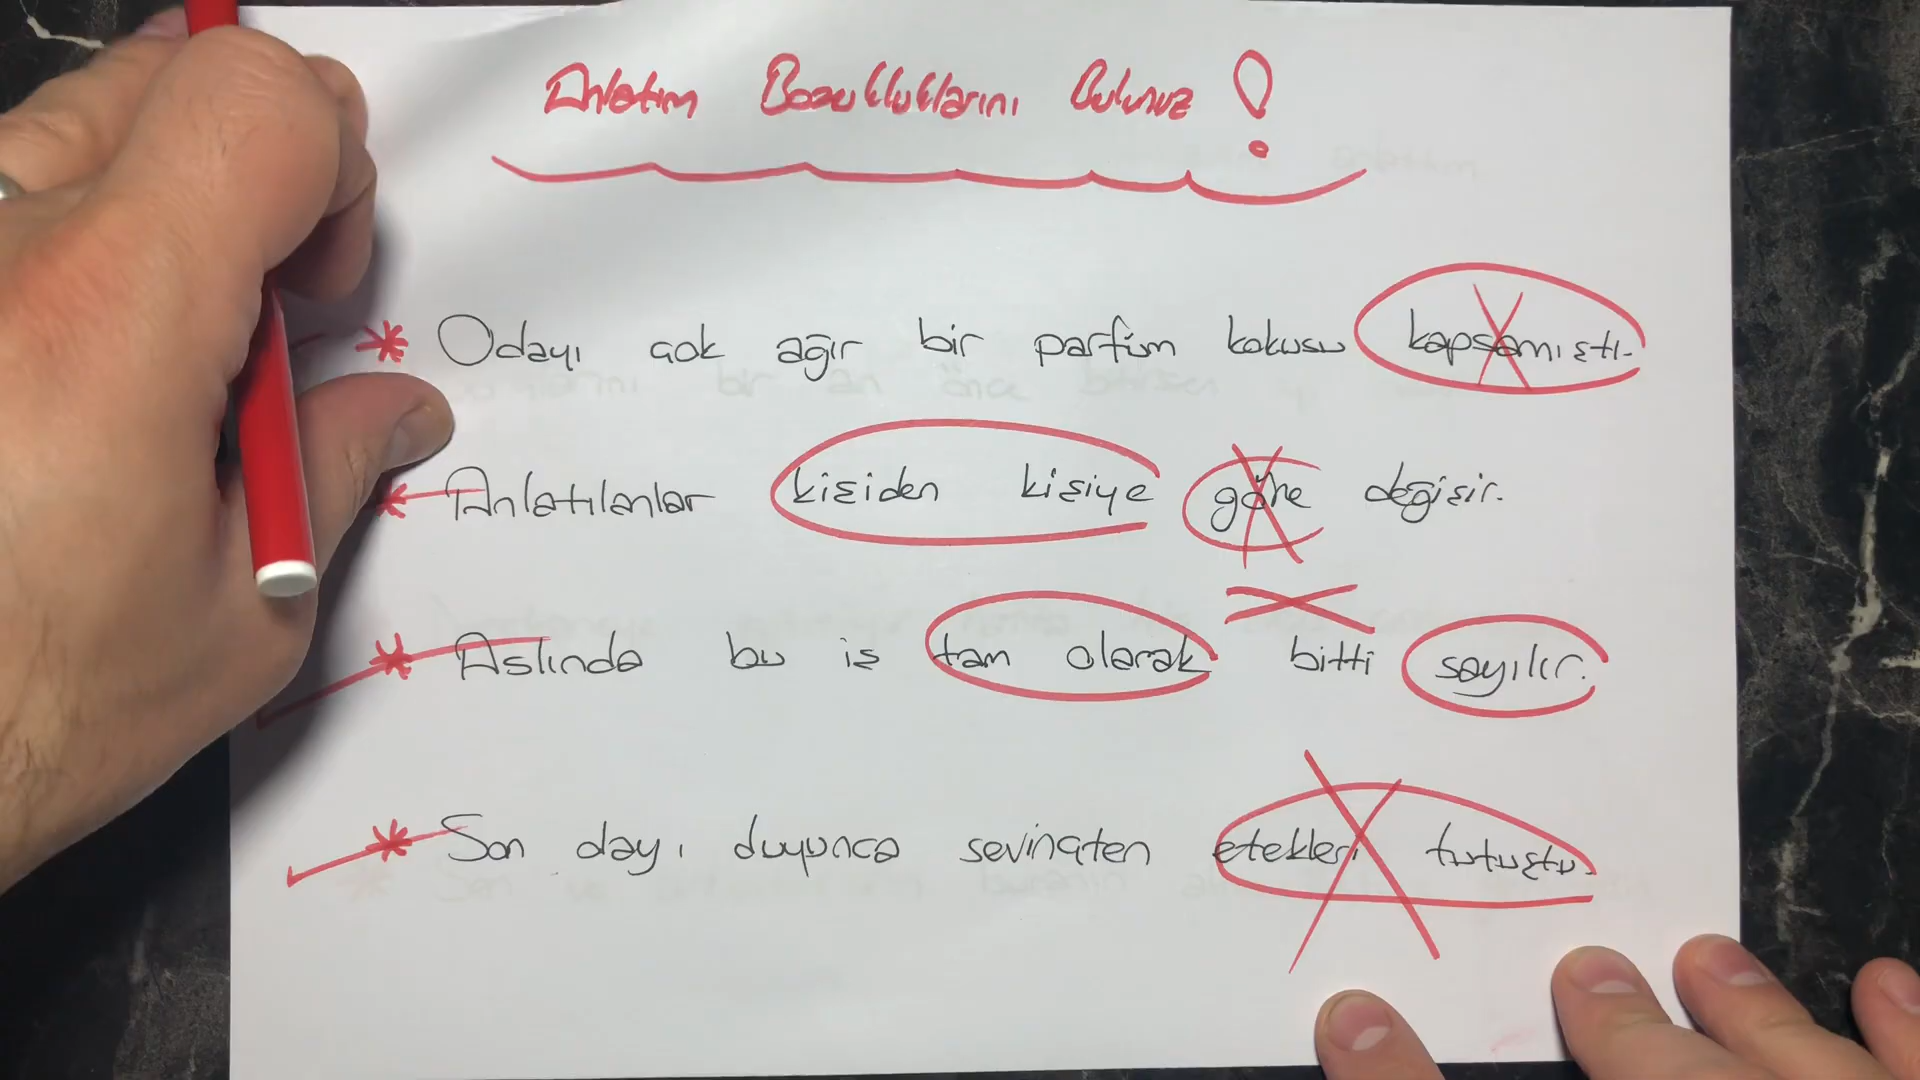 Anlatım Bozukluklarını Bulunuz !
* Odayı çok ağır bir parfüm kokusu kapsamıştı.
* Anlatılanlar kişiden kişiye göre değişir.
* Aslında bu iş tam olarak bitti sayılır.
* Son dayı duyunca sevinçten etekleri tutuştu.